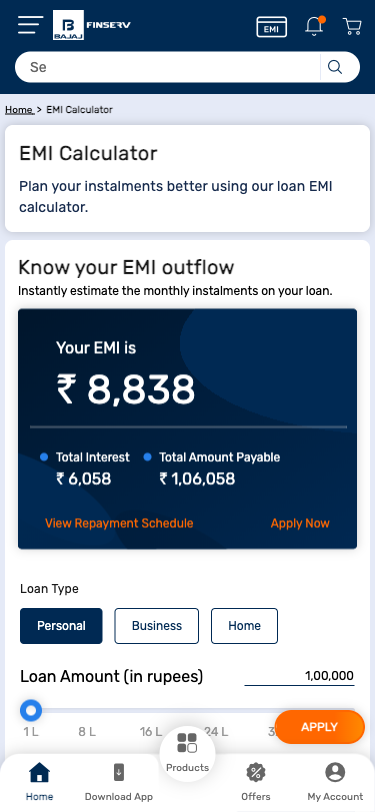 BAJAJ FINSERV
EMI
Se
Home > EMI Calculator
EMI Calculator
Plan your instalments better using our loan EMI
calculator.
Know your EMI outflow
Instantly estimate the monthly instalments on your loan.
Your EMI is
₹ 8,838
Total Interest Total Amount Payable
₹ 6,058 ₹ 1,06,058
View Repayment Schedule Apply Now
Loan Type
Personal Business Home
Loan Amount (in rupees) 1,00,000
APPLY
1 L 8 L 16 L 24 L
Home Download App Products Offers My Account